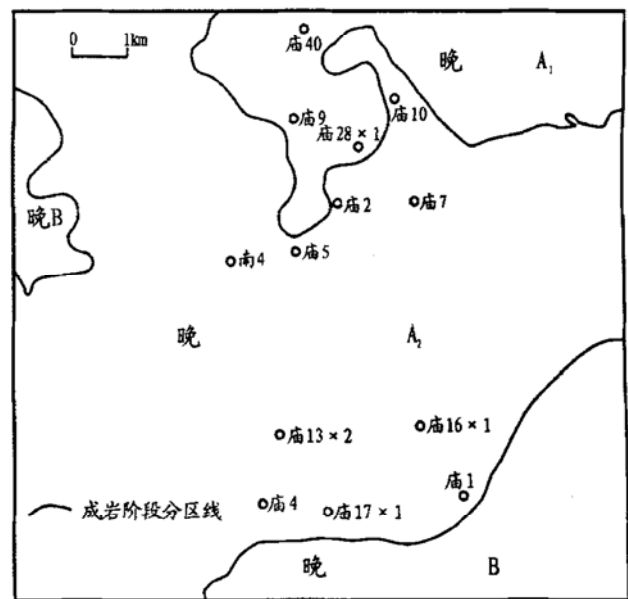 0 1km
庙40
晚 A₁
庙10
庙9
庙28×1
庙2
庙7
晚B
庙5
南4
晚 A₂
庙13×2
庙16×1
庙1
庙4
庙17×1
成岩阶段分区线
晚 B